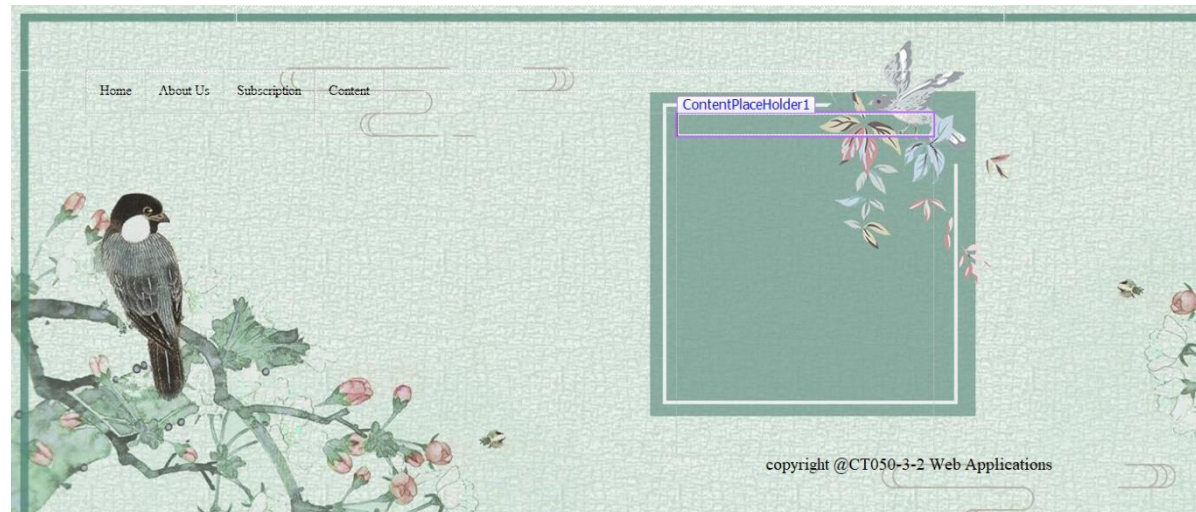 Home About Us Subscription Content
ContentPlaceHolder1
copyright @CT050-3-2 Web Applications